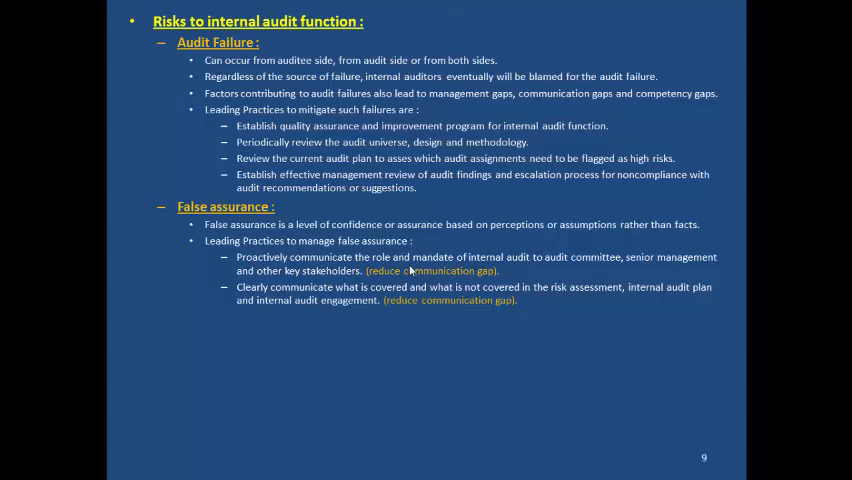 • Risks to internal audit function :
– Audit Failure :
• Can occur from auditee side, from audit side or from both sides.
• Regardless of the source of failure, internal auditors eventually will be blamed for the audit failure.
• Factors contributing to audit failures also lead to management gaps, communication gaps and competency gaps.
• Leading Practices to mitigate such failures are :
– Establish quality assurance and improvement program for internal audit function.
– Periodically review the audit universe, design and methodology.
– Review the current audit plan to asses which audit assignments need to be flagged as high risks.
– Establish effective management review of audit findings and escalation process for noncompliance with
audit recommendations or suggestions.
– False assurance :
• False assurance is a level of confidence or assurance based on perceptions or assumptions rather than facts.
• Leading Practices to manage false assurance :
– Proactively communicate the role and mandate of internal audit to audit committee, senior management
and other key stakeholders. (reduce communication gap).
– Clearly communicate what is covered and what is not covered in the risk assessment, internal audit plan
and internal audit engagement. (reduce communication gap).
9